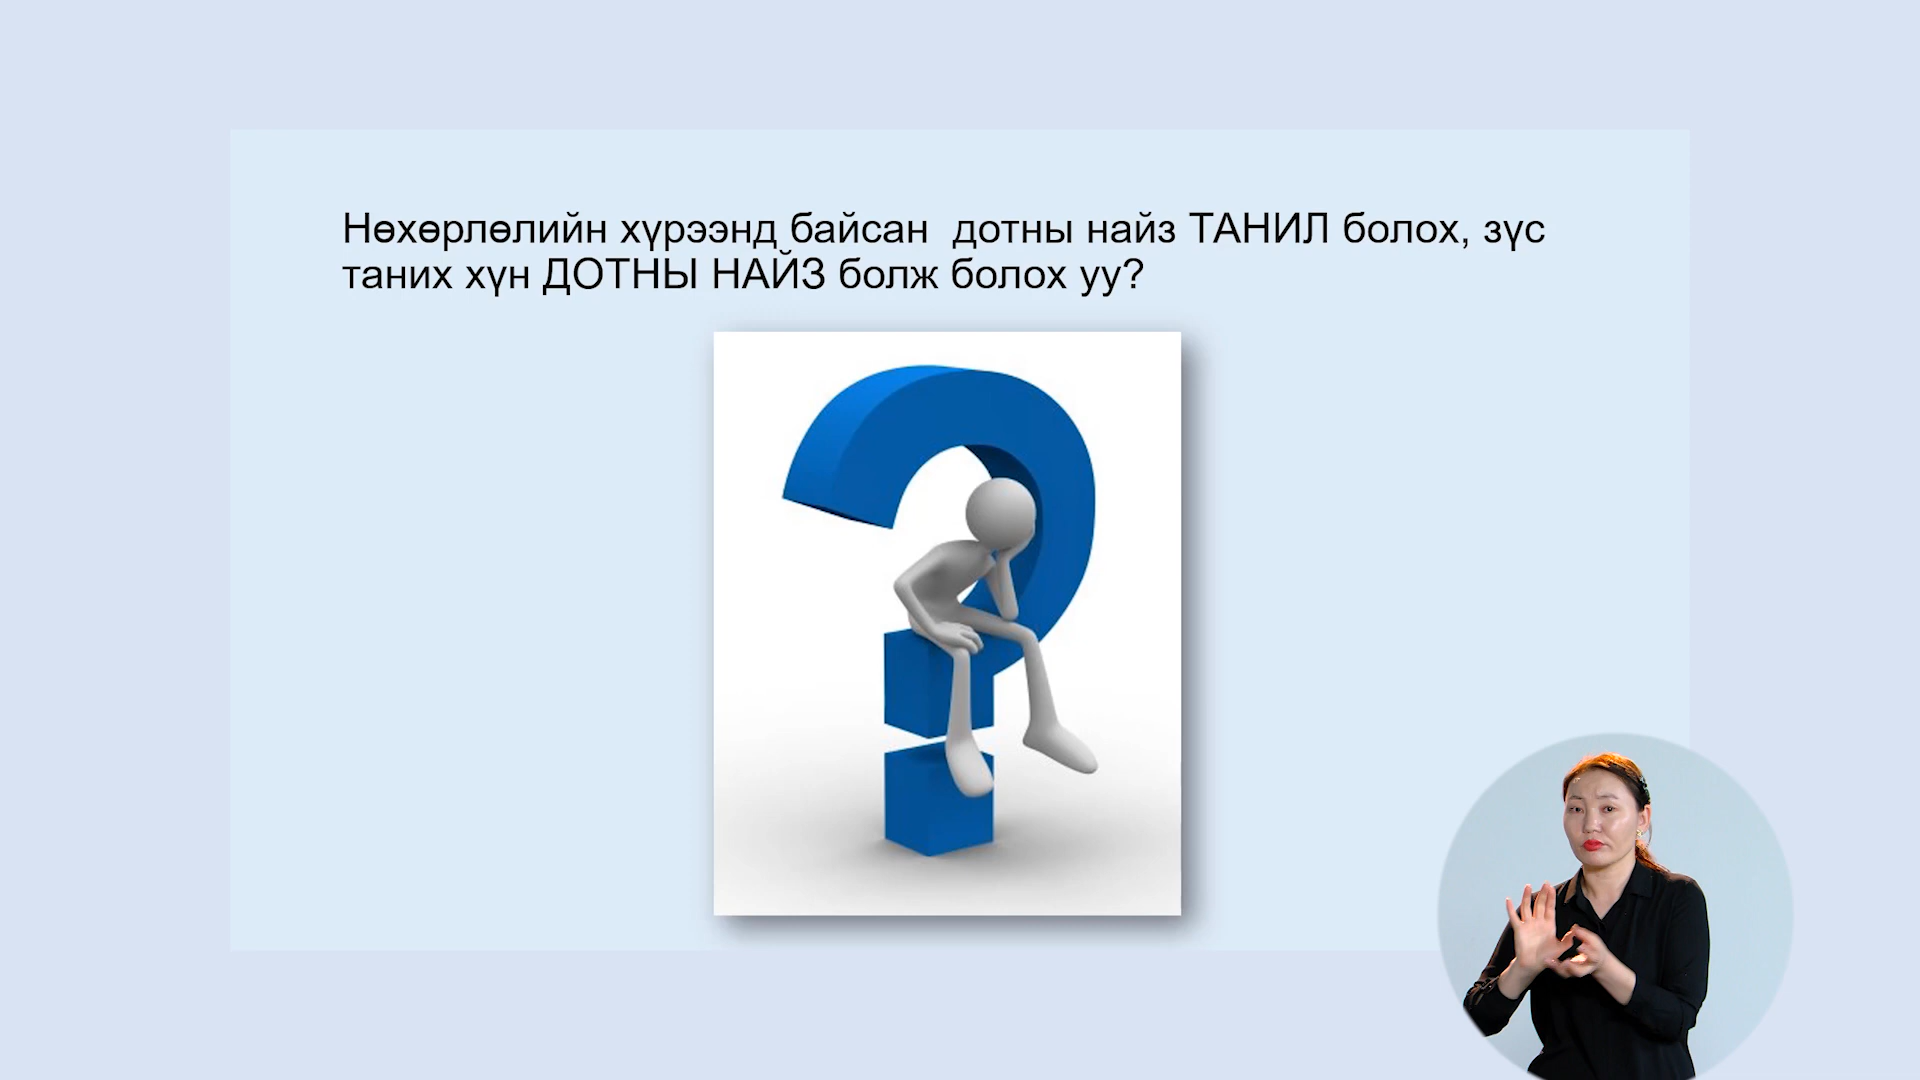 Нөхөрлөлийн хүрээнд байсан  дотны найз ТАНИЛ болох, зүс
таних хүн ДОТНЫ НАЙЗ болж болох уу?